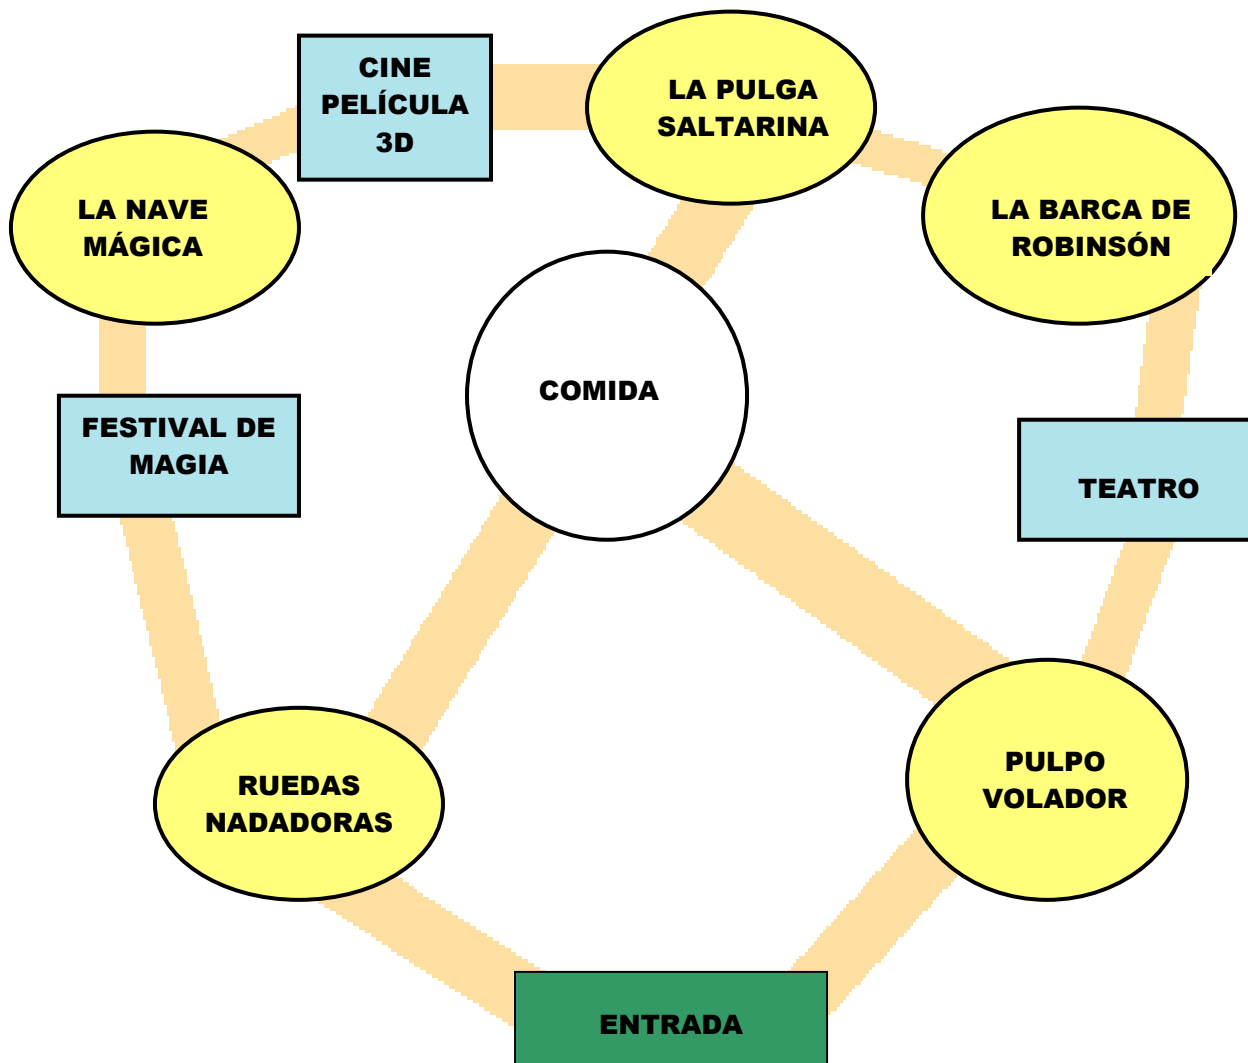 CINE
PELÍCULA
3D
LA PULGA
SALTARINA
LA NAVE
MÁGICA
LA BARCA DE
ROBINSÓN
COMIDA
FESTIVAL DE
MAGIA
TEATRO
RUEDAS
NADADORAS
PULPO
VOLADOR
ENTRADA